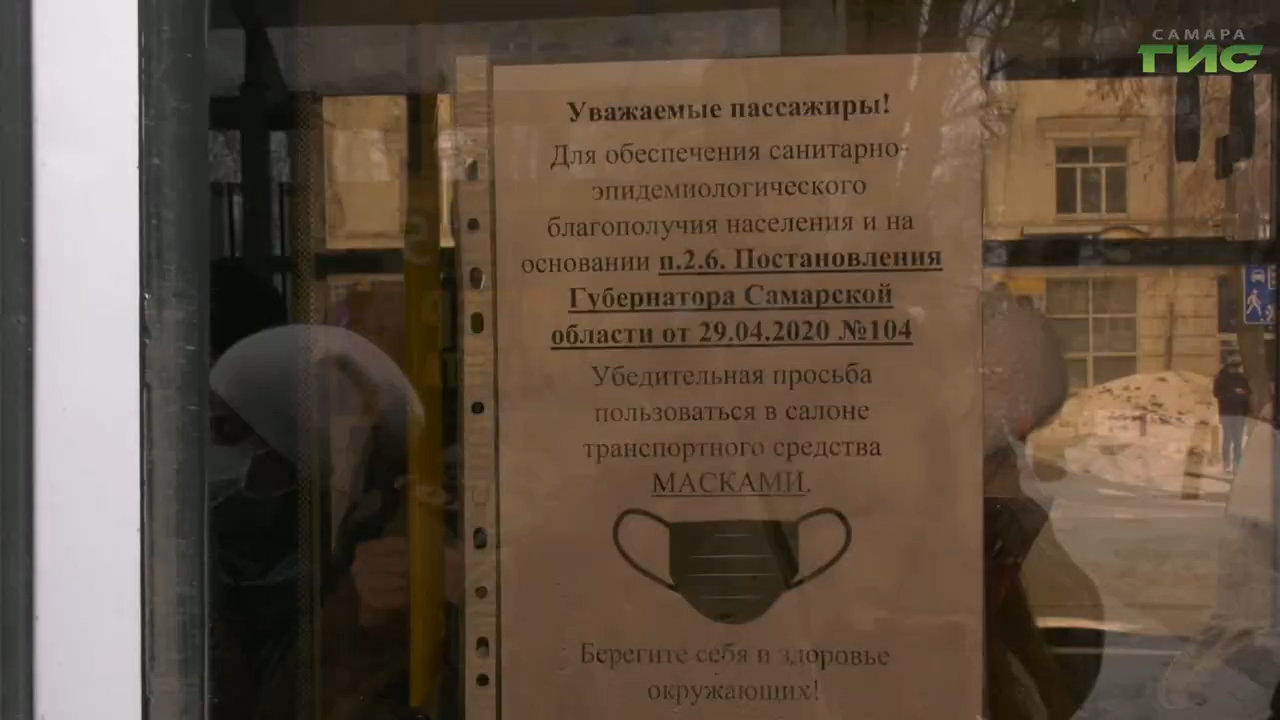 САМАРА
ГИС
Уважаемые пассажиры!
Для обеспечения санитарно-
эпидемиологического
благополучия населения и на
основании п.2.6. Постановления
Губернатора Самарской
области от 29.04.2020 №104
Убедительная просьба
пользоваться в салоне
транспортного средства
МАСКАМИ.
Берегите себя и здоровье
окружающих!